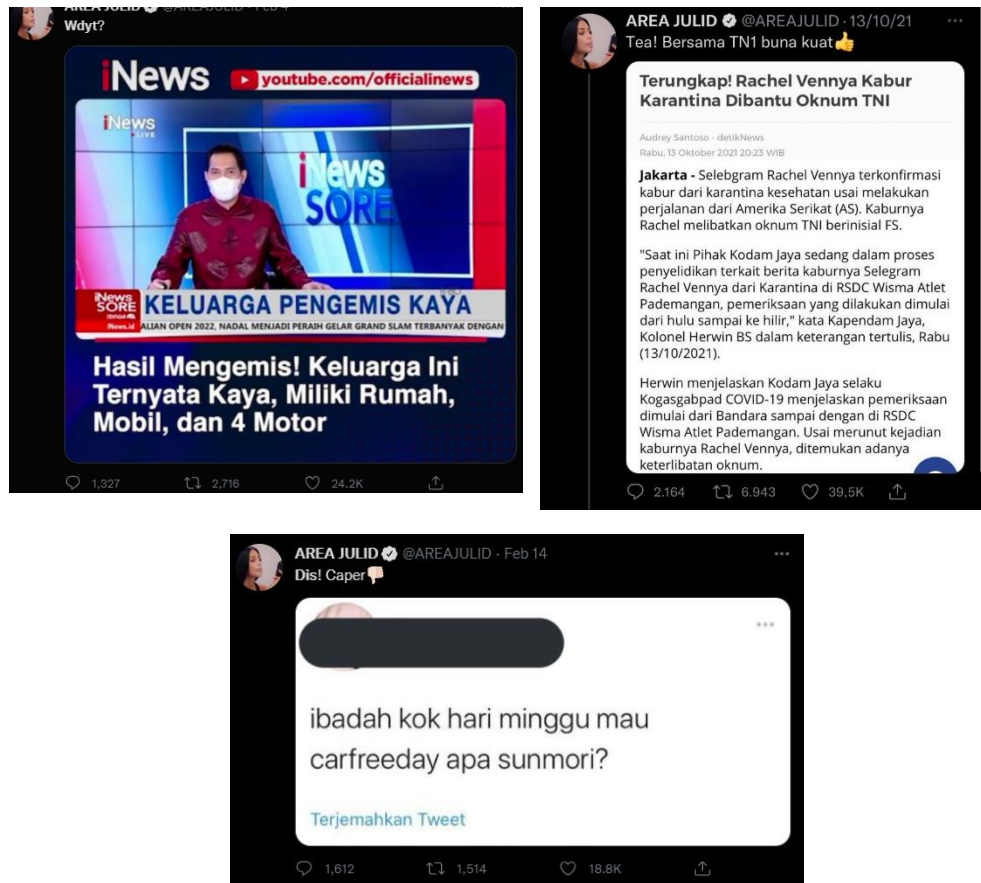 AREA JULID @AREAJULID · Feb 4
Wdyt?
iNews youtube.com/officialinews
iNews
LIVE
iNews
SORE
iNews
SORE
iNews.id
KELUARGA PENGEMIS KAYA
ALIAN OPEN 2022, NADAL MENJADI PERAIH GELAR GRAND SLAM TERBANYAK DENGAN
Hasil Mengemis! Keluarga Ini
Ternyata Kaya, Miliki Rumah,
Mobil, dan 4 Motor
1,327 2,716 24.2K
AREA JULID @AREAJULID · 13/10/21
Tea! Bersama TN1 buna kuat👍
Terungkap! Rachel Vennya Kabur
Karantina Dibantu Oknum TNI
Audrey Santoso - detikNews
Rabu, 13 Oktober 2021 20:23 WIB
Jakarta - Selebgram Rachel Vennya terkonfirmasi
kabur dari karantina kesehatan usai melakukan
perjalanan dari Amerika Serikat (AS). Kaburnya
Rachel melibatkan oknum TNI berinisial FS.
"Saat ini Pihak Kodam Jaya sedang dalam proses
penyelidikan terkait berita kaburnya Selegram
Rachel Vennya dari Karantina di RSDC Wisma Atlet
Pademangan, pemeriksaan yang dilakukan dimulai
dari hulu sampai ke hilir," kata Kapendam Jaya,
Kolonel Herwin BS dalam keterangan tertulis, Rabu
(13/10/2021).
Herwin menjelaskan Kodam Jaya selaku
Kogasgabpad COVID-19 menjelaskan pemeriksaan
dimulai dari Bandara sampai dengan di RSDC
Wisma Atlet Pademangan. Usai merunut kejadian
kaburnya Rachel Vennya, ditemukan adanya
keterlibatan oknum.
2.164 6.943 39,5K
AREA JULID @AREAJULID · Feb 14
Dis! Caper👎🏻
ibadah kok hari minggu mau
carfreeday apa sunmori?
Terjemahkan Tweet
1,612 1,514 18.8K